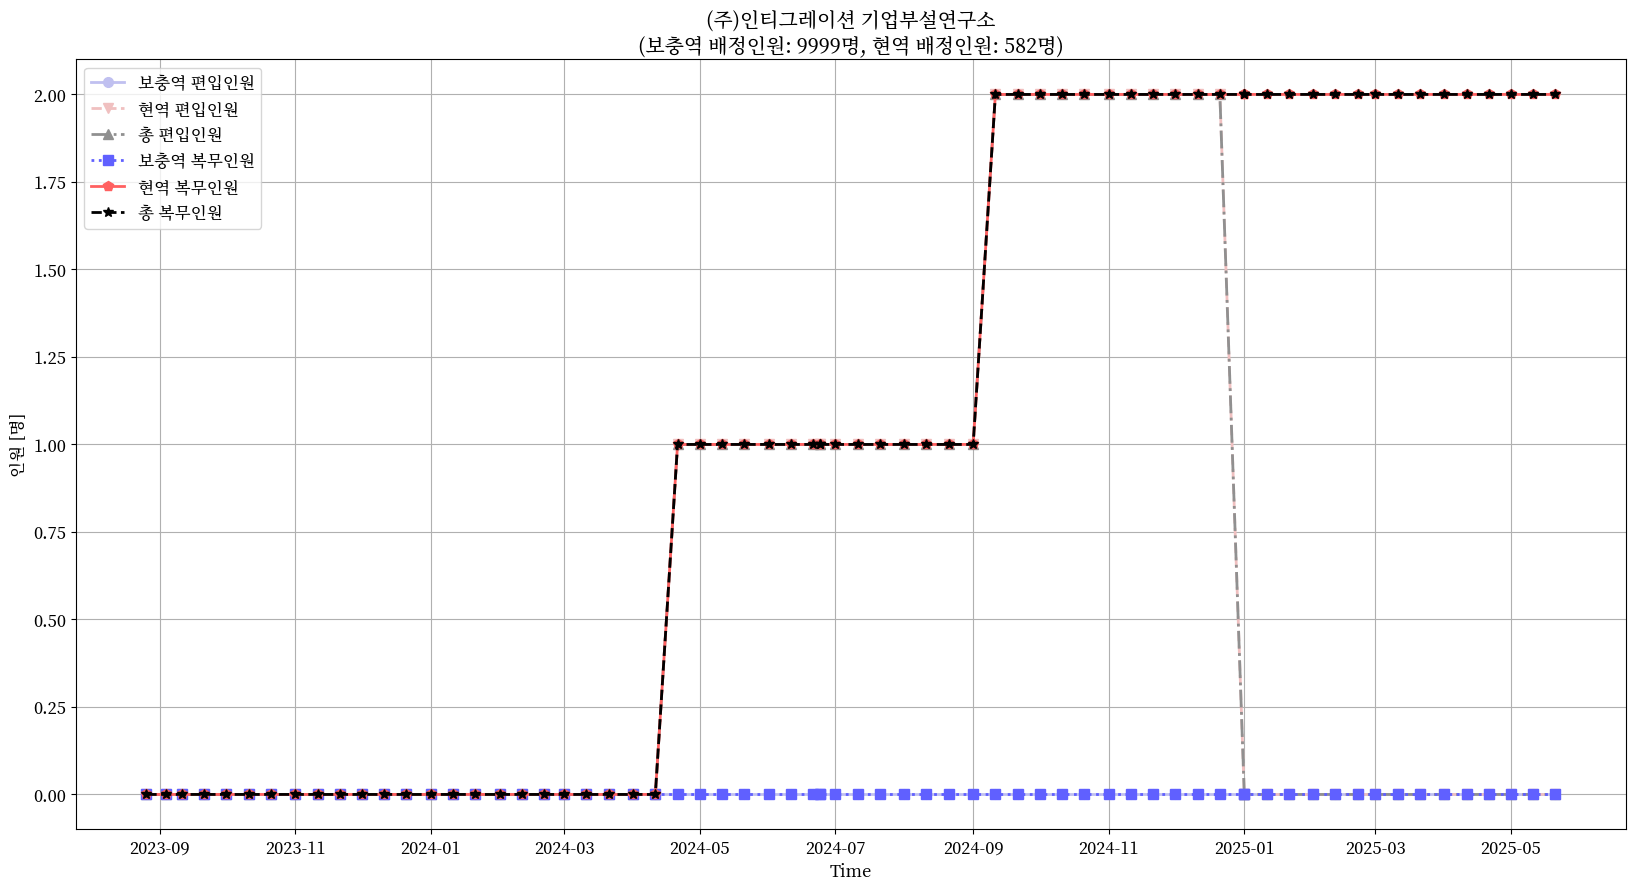 (주)인티그레이션 기업부설연구소
(보충역 배정인원: 9999명, 현역 배정인원: 582명)
보충역 편입인원
현역 편입인원
총 편입인원
보충역 복무인원
현역 복무인원
총 복무인원
인원 [명]
2.00
1.75
1.50
1.25
1.00
0.75
0.50
0.25
0.00
2023-09 2023-11 2024-01 2024-03 2024-05 2024-07 2024-09 2024-11 2025-01 2025-03 2025-05
Time